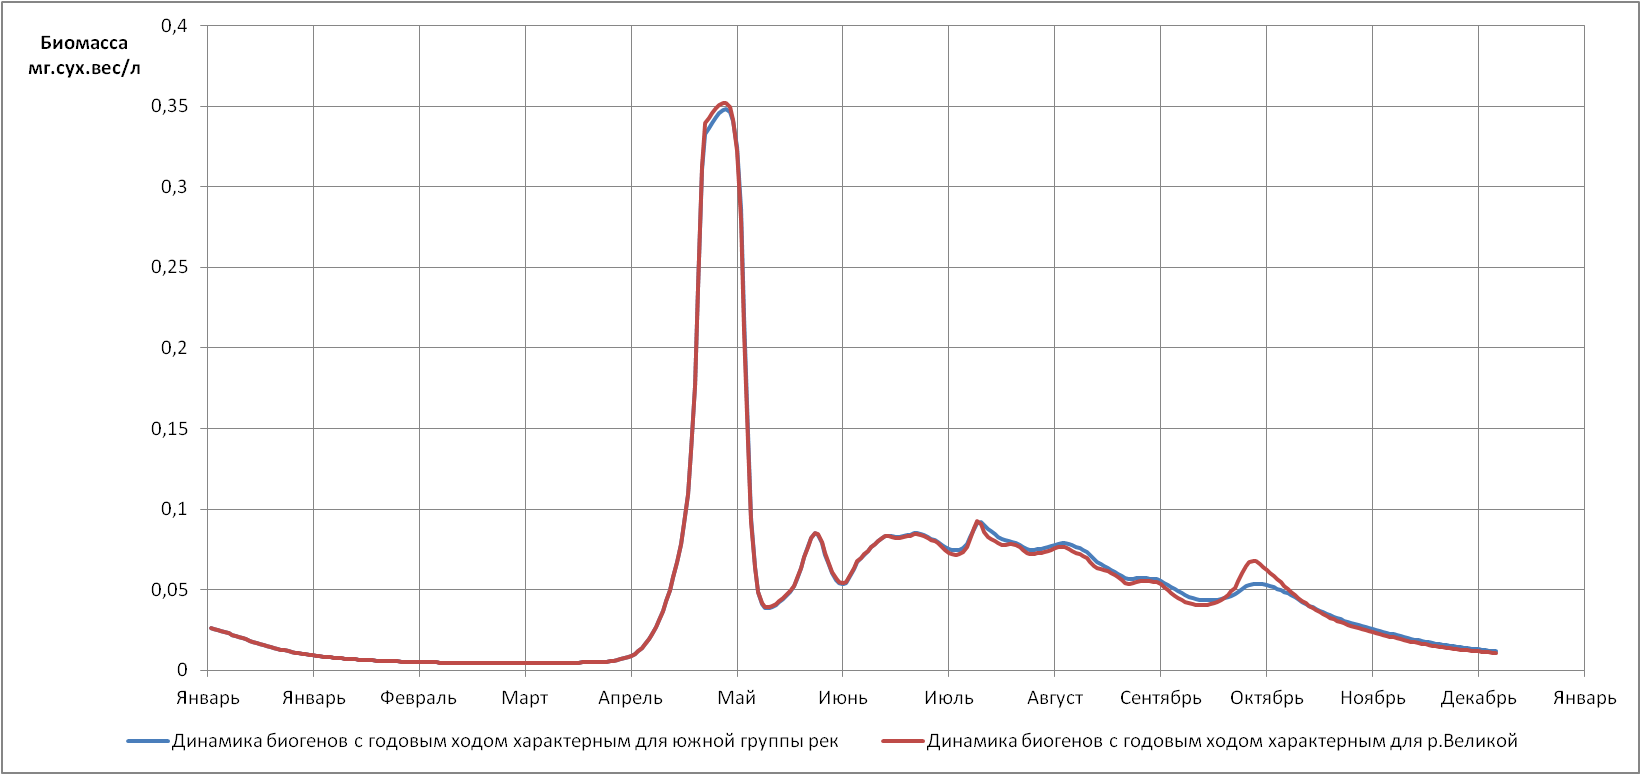 Биомасса
мг.сух.вес/л
0,4
0,35
0,3
0,25
0,2
0,15
0,1
0,05
0
Январь Январь Февраль Март Апрель Май Июнь Июль Август Сентябрь Октябрь Ноябрь Декабрь Январь
Динамика биогенов с годовым ходом характерным для южной группы рек Динамика биогенов с годовым ходом характерным для р.Великой